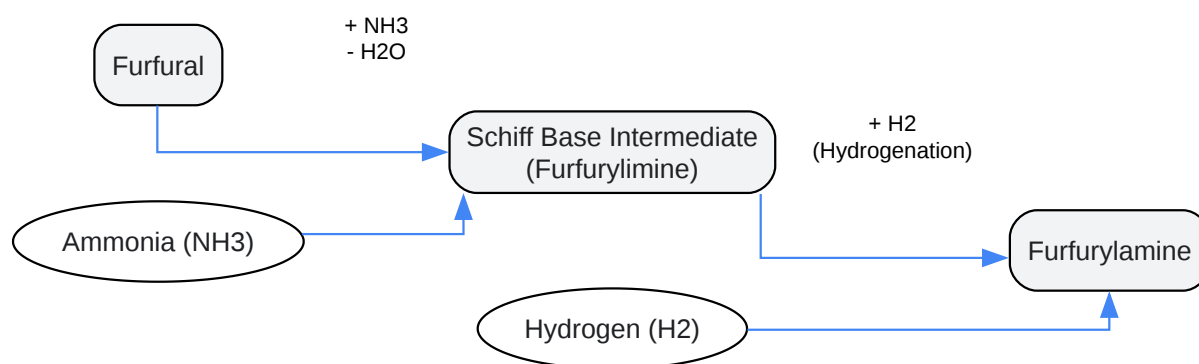 + NH3
- H2O
Furfural
Schiff Base Intermediate
(Furfurylimine)
+ H2
(Hydrogenation)
Ammonia (NH3)
Furfurylamine
Hydrogen (H2)